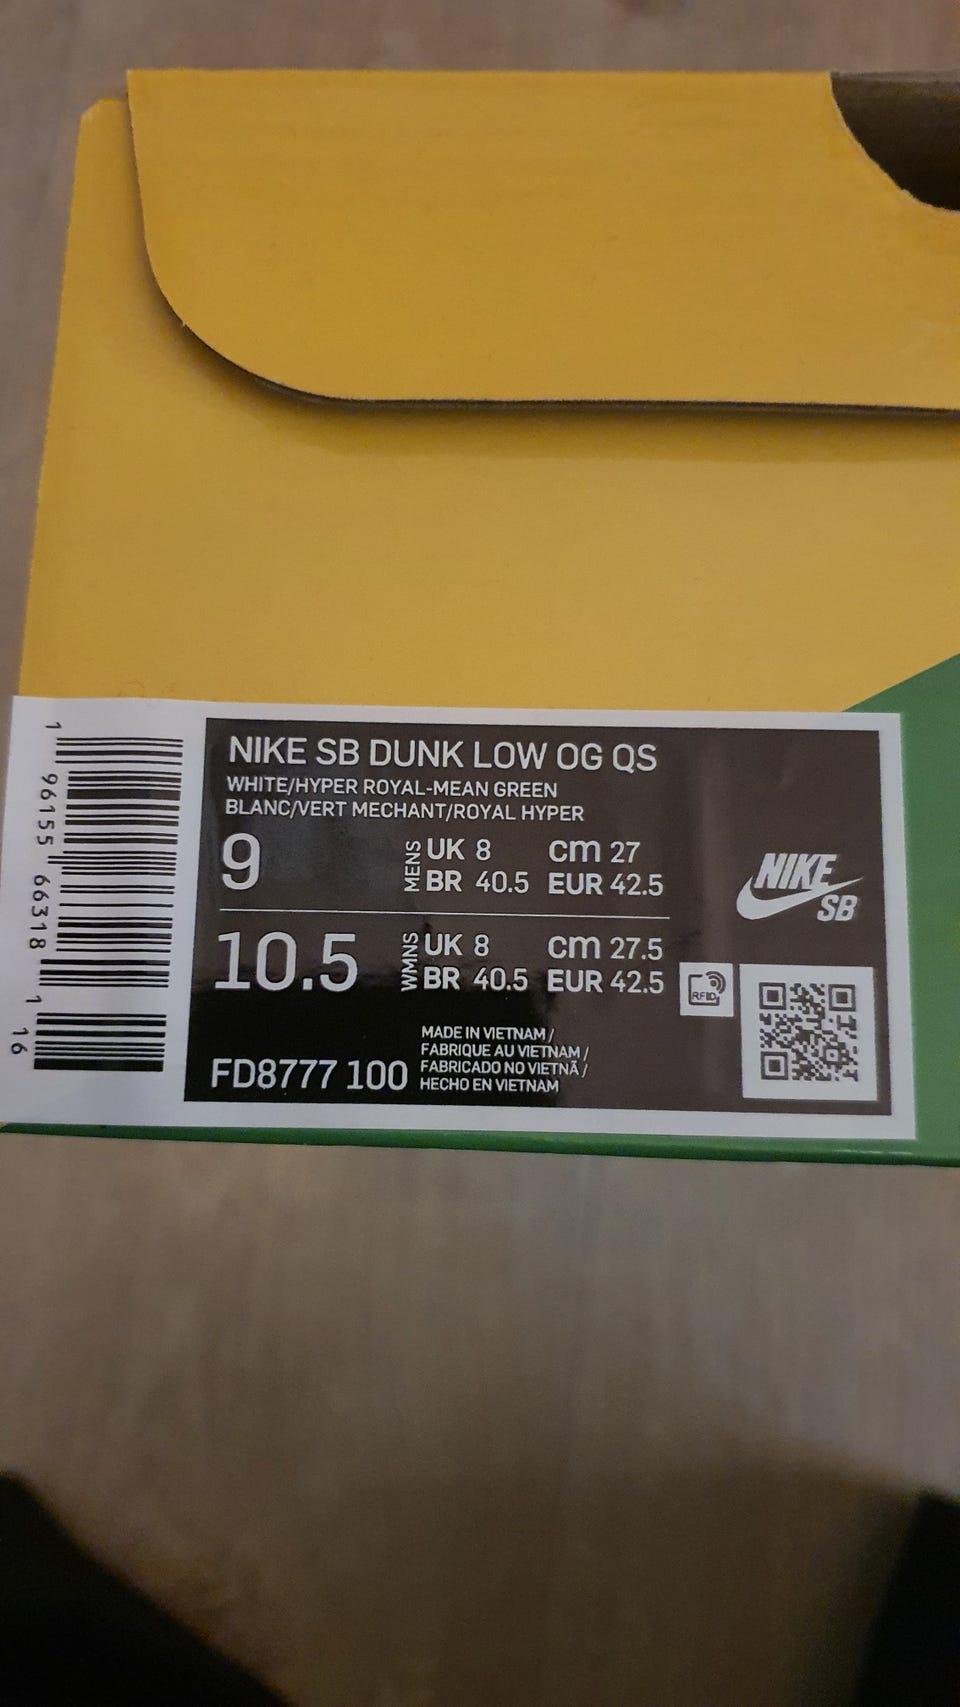 NIKE SB DUNK LOW OG QS
WHITE/HYPER ROYAL-MEAN GREEN
BLANC/VERT MECHANT/ROYAL HYPER
9 MENS UK 8 cm 27
BR 40.5 EUR 42.5
10.5 WMNS UK 8 cm 27.5
BR 40.5 EUR 42.5
FD8777 100
MADE IN VIETNAM /
FABRIQUE AU VIETNAM /
FABRICADO NO VIETNÃ /
HECHO EN VIETNAM
NIKE
SB
RFID
1 96155 66318 1 16